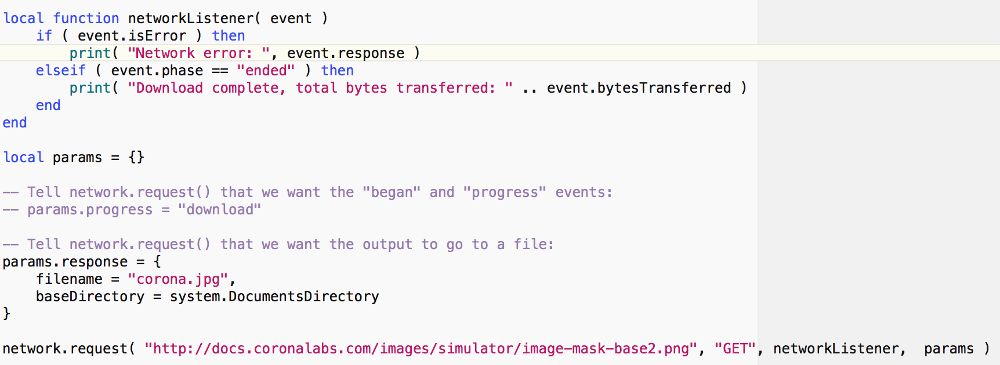 local function networkListener( event )
    if ( event.isError ) then
        print( "Network error: ", event.response )
    elseif ( event.phase == "ended" ) then
        print( "Download complete, total bytes transferred: " .. event.bytesTransferred )
    end
end

local params = {}

-- Tell network.request() that we want the "began" and "progress" events:
-- params.progress = "download"

-- Tell network.request() that we want the output to go to a file:
params.response = {
    filename = "corona.jpg",
    baseDirectory = system.DocumentsDirectory
}

network.request( "http://docs.coronalabs.com/images/simulator/image-mask-base2.png", "GET", networkListener,  params )